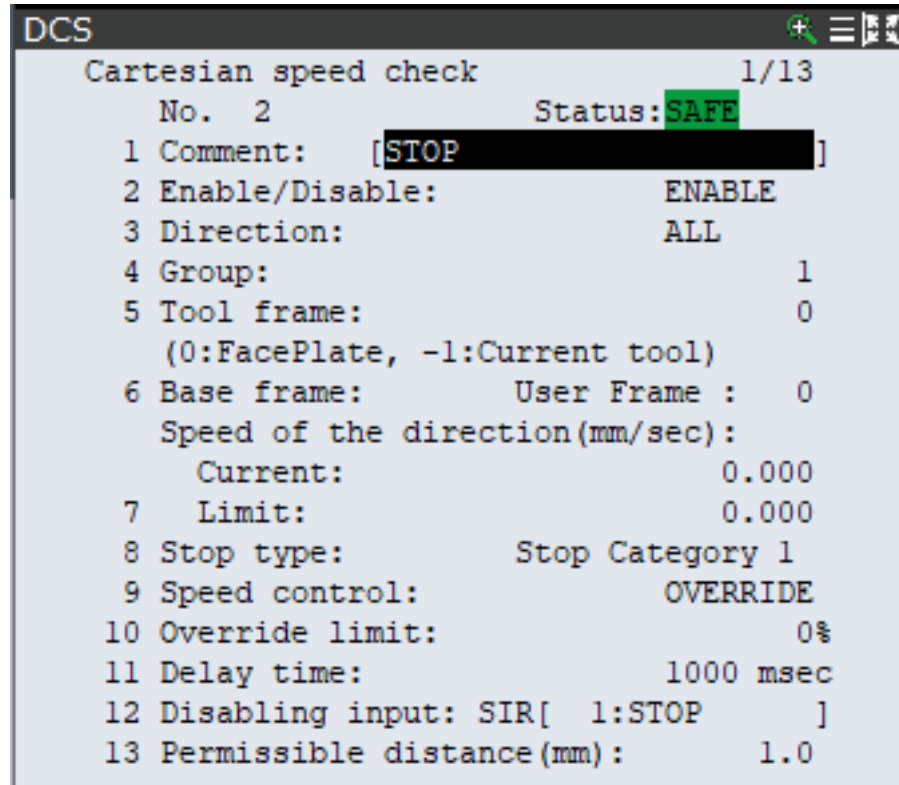 DCS
Cartesian speed check 1/13
No. 2 Status:SAFE
1 Comment: [STOP ]
2 Enable/Disable: ENABLE
3 Direction: ALL
4 Group: 1
5 Tool frame: 0
(0:FacePlate, -1:Current tool)
6 Base frame: User Frame : 0
Speed of the direction(mm/sec):
Current: 0.000
7 Limit: 0.000
8 Stop type: Stop Category 1
9 Speed control: OVERRIDE
10 Override limit: 0%
11 Delay time: 1000 msec
12 Disabling input: SIR[ 1:STOP ]
13 Permissible distance(mm): 1.0